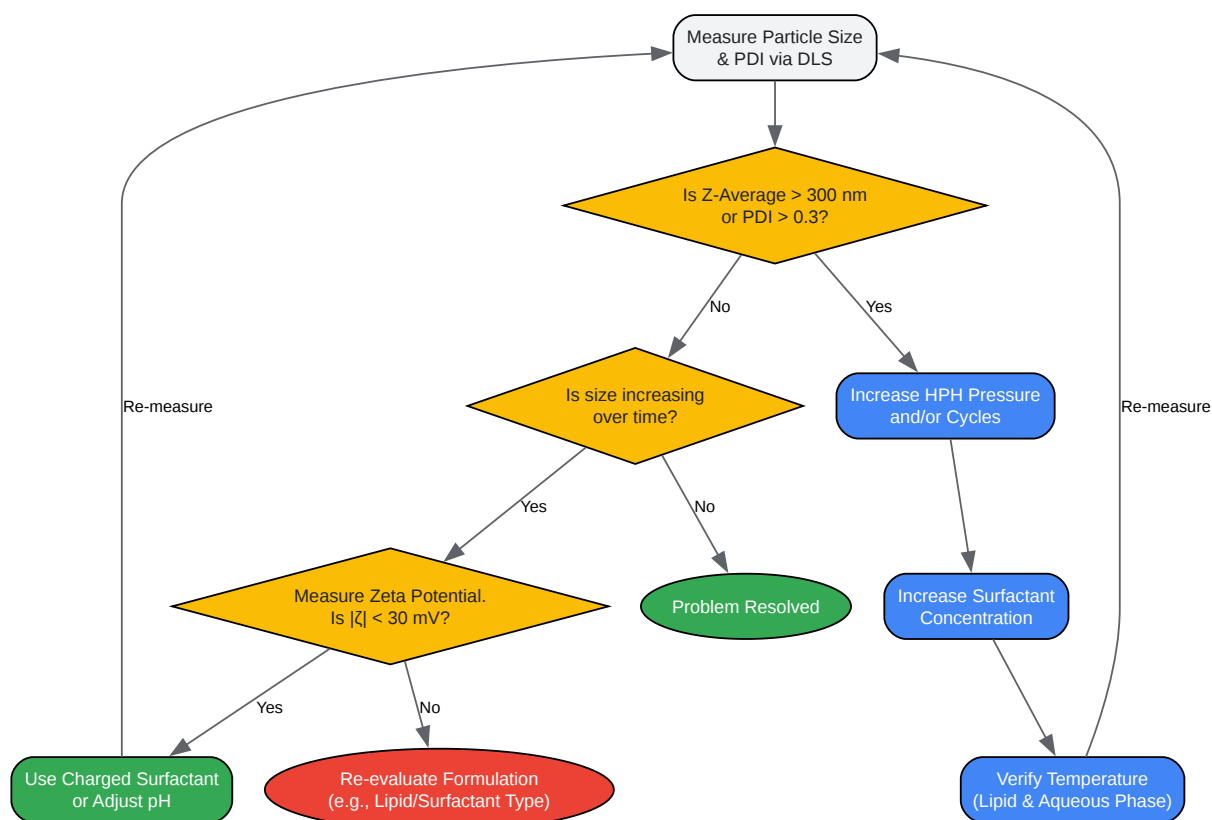 Measure Particle Size
& PDI via DLS
Is Z-Average > 300 nm
or PDI > 0.3?
No
Yes
Is size increasing
over time?
Increase HPH Pressure
and/or Cycles
Re-measure
Re-measure
Yes
No
Measure Zeta Potential.
Is |ζ| < 30 mV?
Problem Resolved
Increase Surfactant
Concentration
Yes
No
Use Charged Surfactant
or Adjust pH
Re-evaluate Formulation
(e.g., Lipid/Surfactant Type)
Verify Temperature
(Lipid & Aqueous Phase)